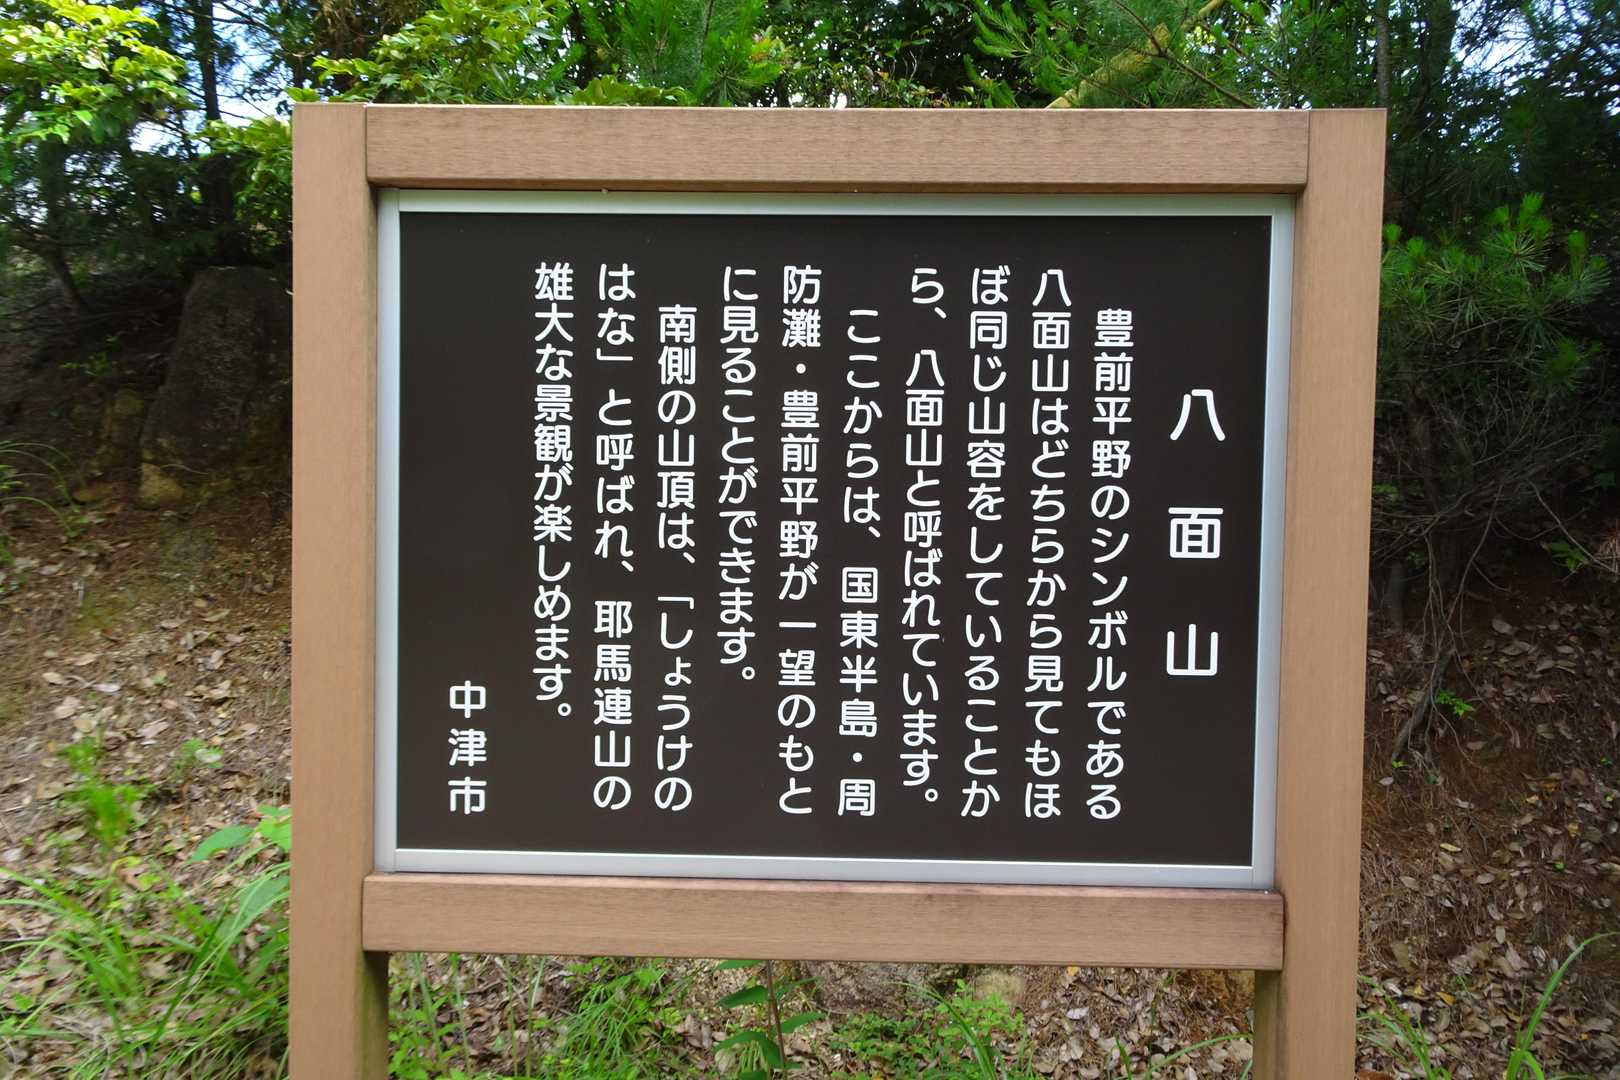 八面山
豊前平野のシンボルである
八面山はどちらから見てもほ
ぼ同じ山容をしていることか
ら、八面山と呼ばれています。
ここからは、国東半島・周
防灘・豊前平野が一望のもと
に見ることができます。
南側の山頂は、「しょうけの
はな」と呼ばれ、耶馬連山の
雄大な景観が楽しめます。
中津市